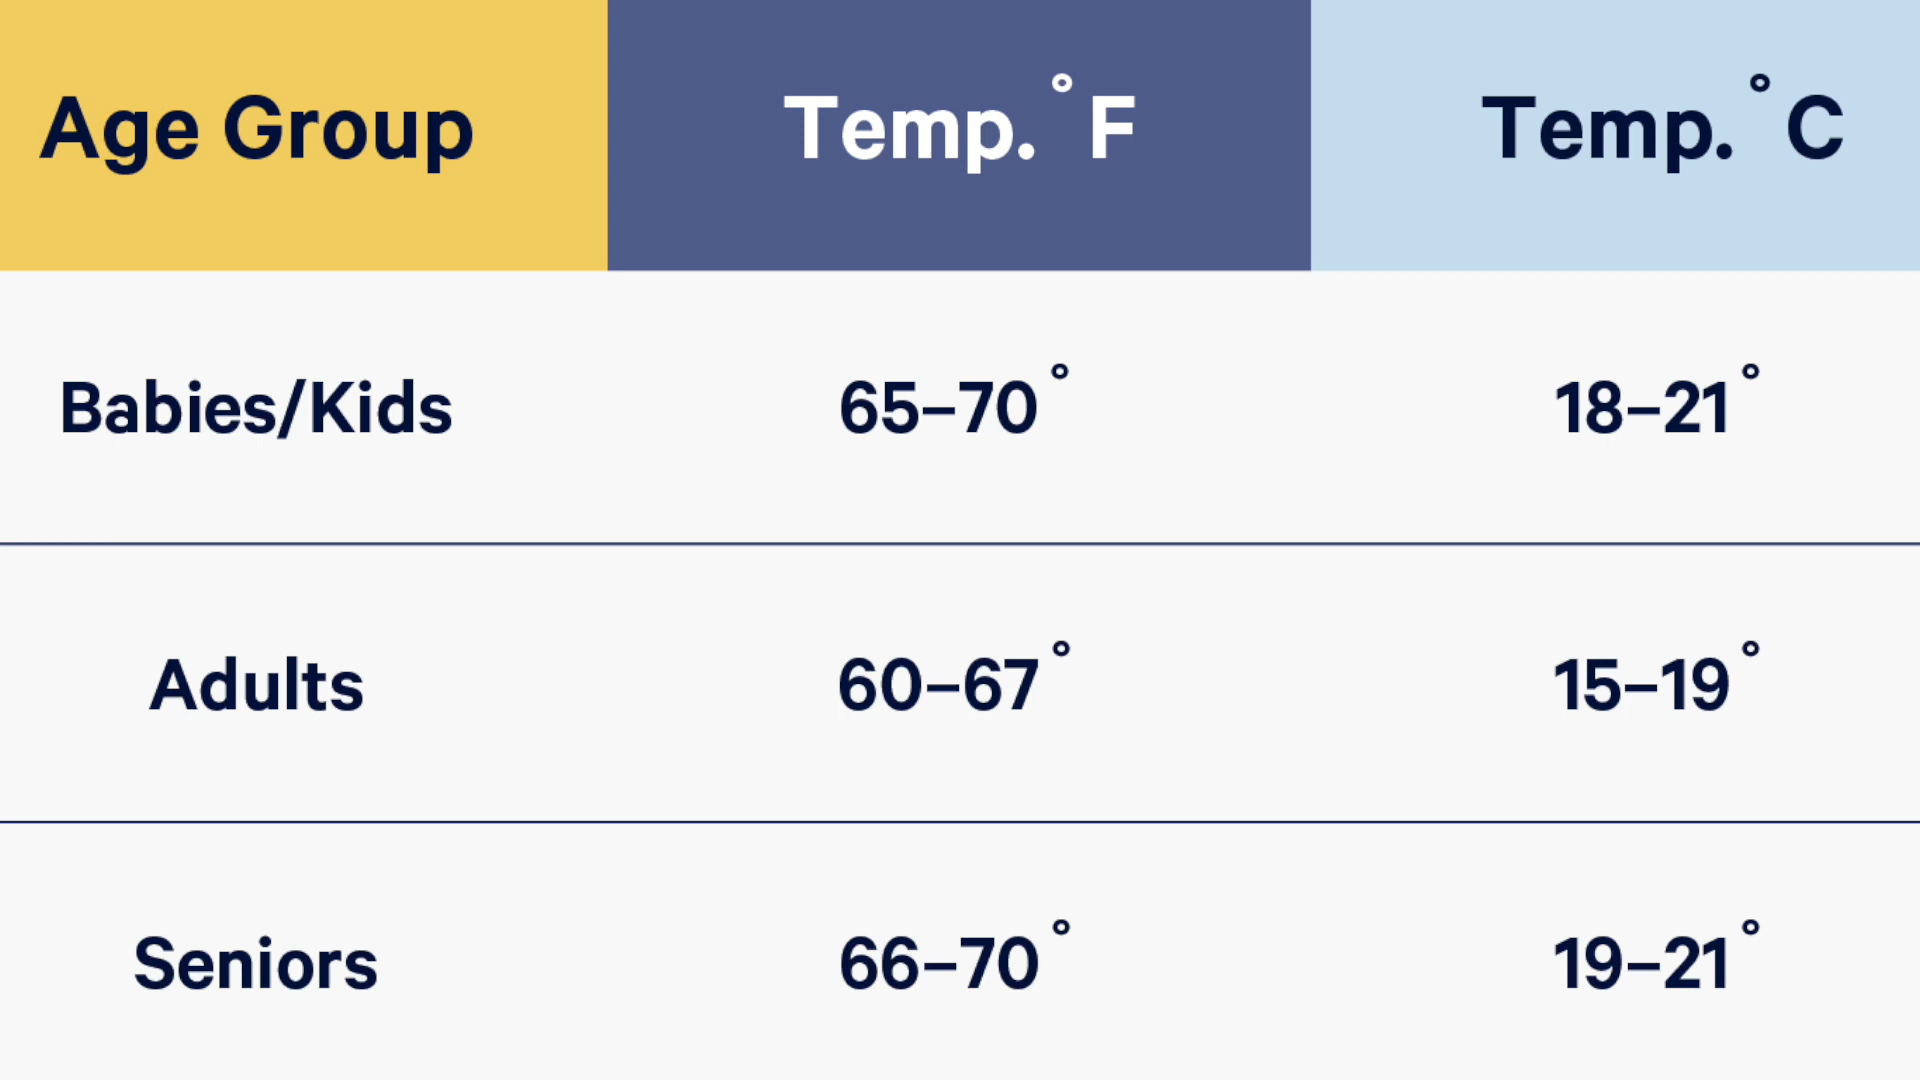 Age Group Temp.° F Temp.° C
Babies/Kids 65–70° 18–21°
Adults 60–67° 15–19°
Seniors 66–70° 19–21°